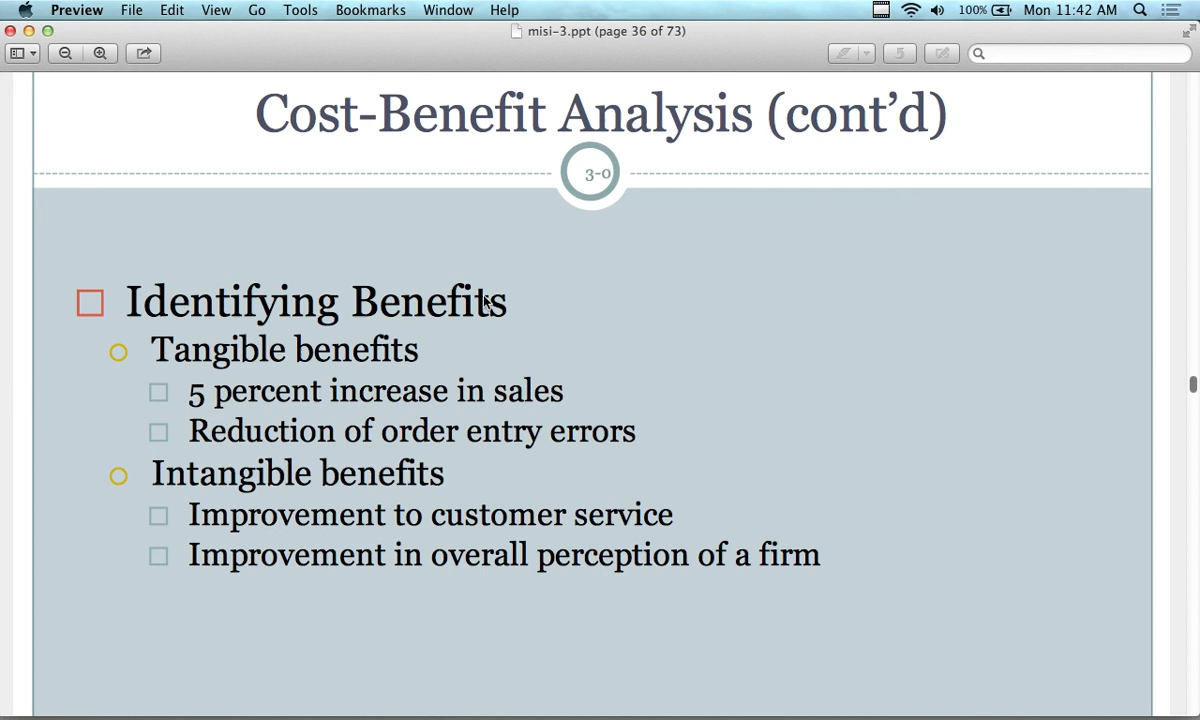 Preview File Edit View Go Tools Bookmarks Window Help 100% Mon 11:42 AM
misi-3.ppt (page 36 of 73)
Cost-Benefit Analysis (cont’d)
3-0
Identifying Benefits
Tangible benefits
5 percent increase in sales
Reduction of order entry errors
Intangible benefits
Improvement to customer service
Improvement in overall perception of a firm